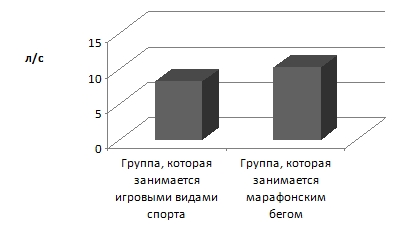 л/с
15
10
5
0
Группа, которая
занимается
игровыми видами
спорта
Группа, которая
занимается
марафонским
бегом